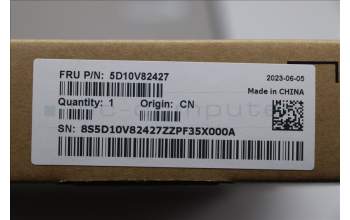 FRU P/N: 5D10V82427
2023-06-05
Made in CHINA
Quantity: 1 Origin: CN
SN: 8S5D10V82427ZZPF35X000A